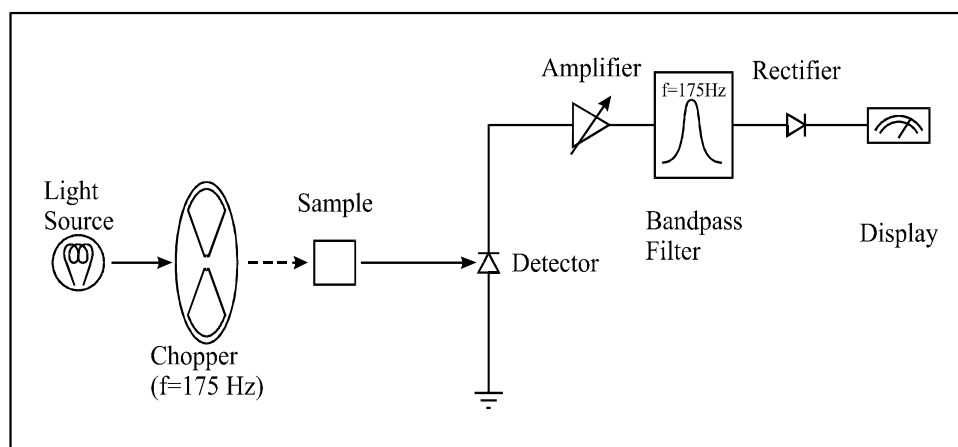 Amplifier
Rectifier
f=175Hz
Light
Source
Sample
Bandpass
Filter
Display
Detector
Chopper
(f=175 Hz)